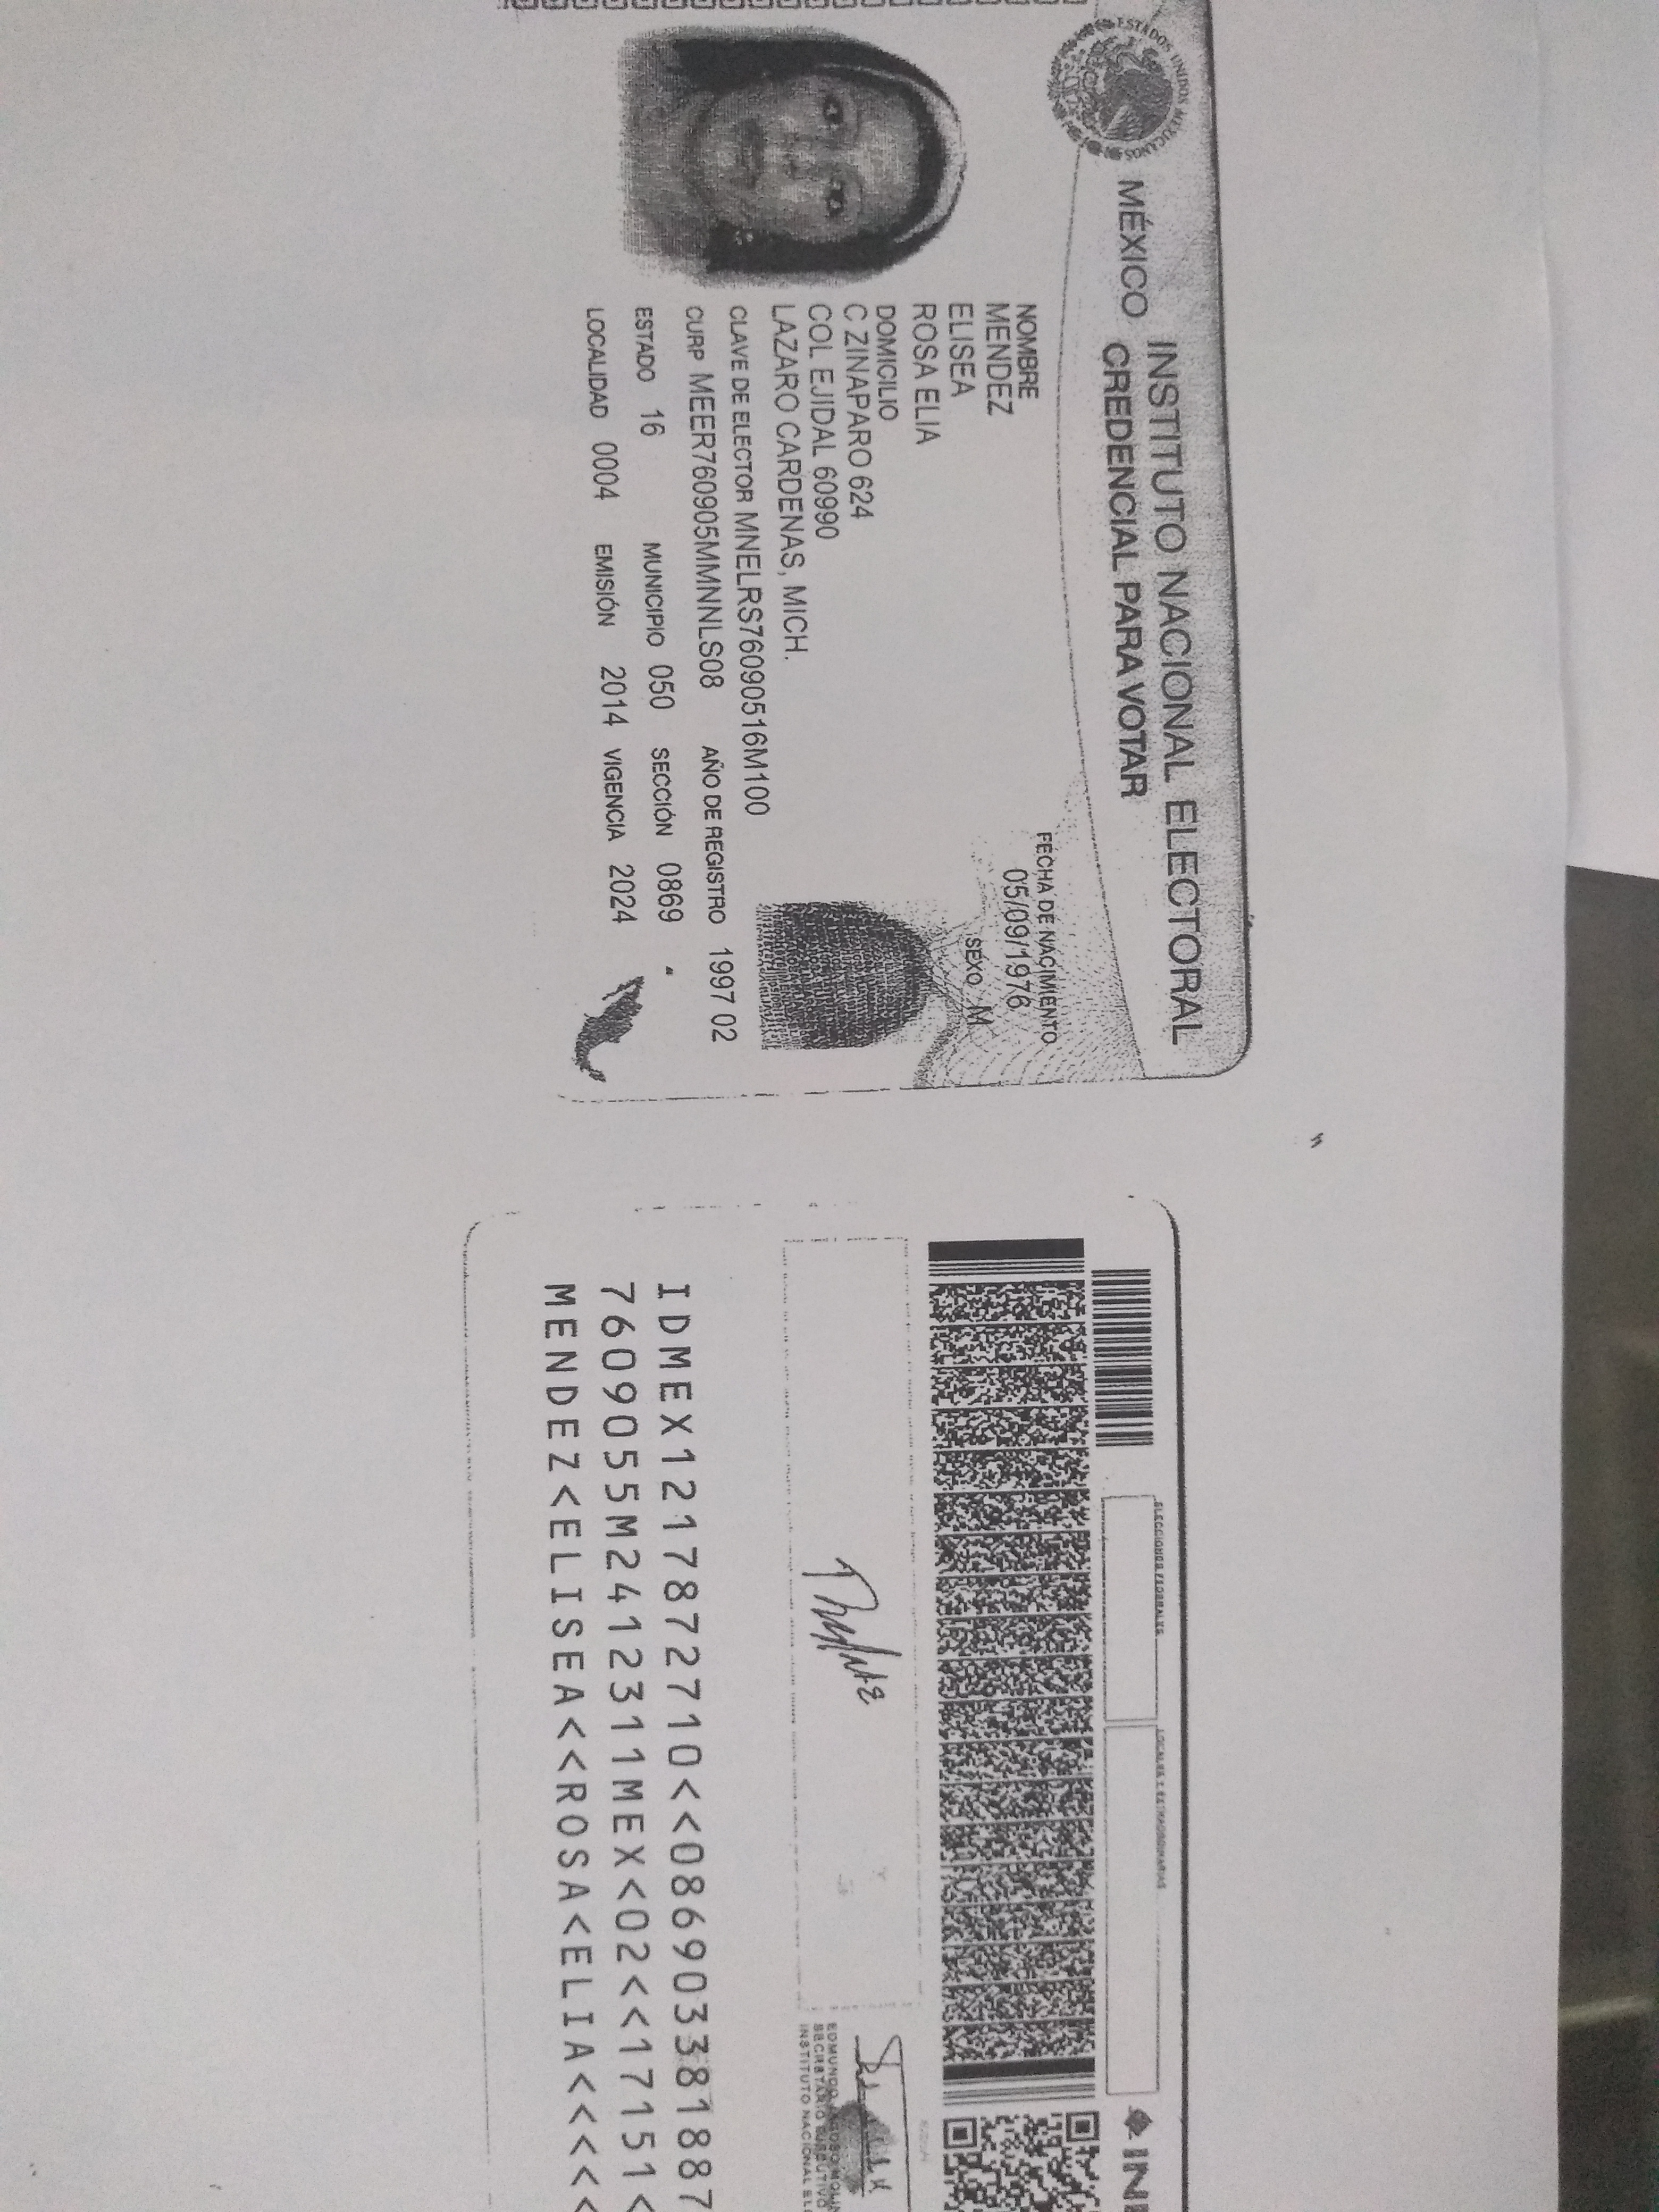 ESTADOS UNIDOS MEXICANOS
MÉXICO
INSTITUTO NACIONAL ELECTORAL
CREDENCIAL PARA VOTAR
FECHA DE NACIMIENTO
05/09/1976
SEXO M
NOMBRE
MENDEZ
ELISEA
ROSA ELIA
DOMICILIO
C ZINAPARO 624
COL EJIDAL 60990
LAZARO CARDENAS, MICH.
CLAVE DE ELECTOR MNELRS76090516M100
CURP MEER760905MMNNLS08 AÑO DE REGISTRO 1997 02
ESTADO 16 MUNICIPIO 050 SECCIÓN 0869
LOCALIDAD 0004 EMISIÓN 2014 VIGENCIA 2024
ELECCIONES FEDERALES LOCALES Y EXTRAORDINARIAS
INE
EDMUNDO JACOBO MOLIN
SECRETARIO EJECUTIVO
INSTITUTO NACIONAL EL
IDMEX1217872710<<086903381887
7609055M2412311MEX<02<<17151<
MENDEZ<ELISEA<<ROSA<ELIA<<<<<